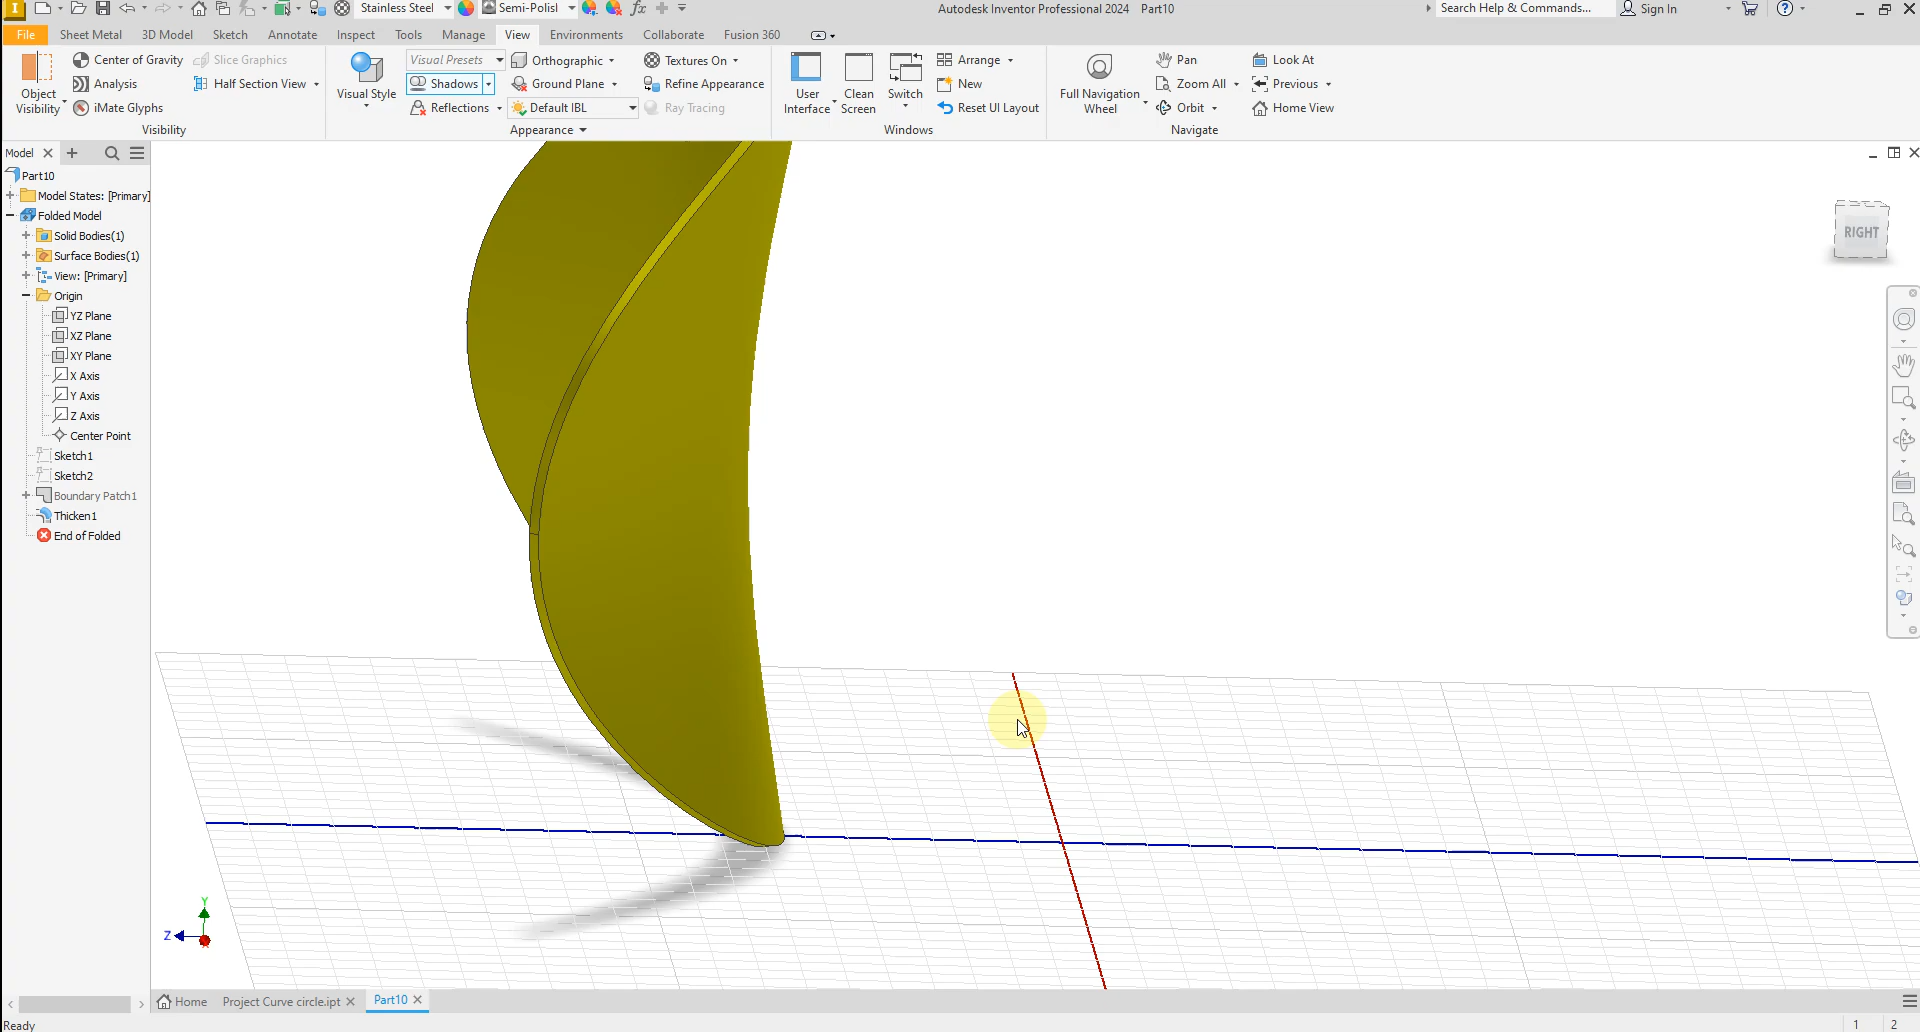 Stainless Steel
Semi-Polisl
Autodesk Inventor Professional 2024 Part10
Search Help & Commands...
Sign In
File
Sheet Metal
3D Model
Sketch
Annotate
Inspect
Tools
Manage
View
Environments
Collaborate
Fusion 360
Object Visibility
Center of Gravity
Analysis
iMate Glyphs
Slice Graphics
Half Section View
Visibility
Visual Style
Visual Presets
Shadows
Reflections
Orthographic
Ground Plane
Default IBL
Textures On
Refine Appearance
Ray Tracing
Appearance
User Interface
Clean Screen
Switch
Arrange
New
Reset UI Layout
Windows
Full Navigation Wheel
Pan
Zoom All
Orbit
Look At
Previous
Home View
Navigate
Model
Part10
Model States: [Primary]
Folded Model
Solid Bodies(1)
Surface Bodies(1)
View: [Primary]
Origin
YZ Plane
XZ Plane
XY Plane
X Axis
Y Axis
Z Axis
Center Point
Sketch1
Sketch2
Boundary Patch1
Thicken1
End of Folded
RIGHT
Y
Z
Home
Project Curve circle.ipt
Part10
Ready
1
2